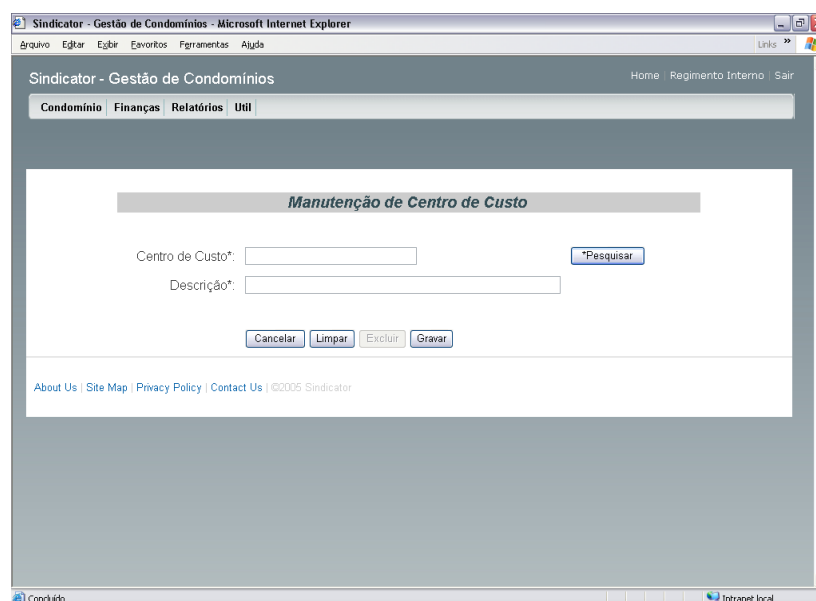 Sindicator - Gestão de Condomínios - Microsoft Internet Explorer
Arquivo Editar Exibir Favoritos Ferramentas Ajuda Links »
Sindicator - Gestão de Condomínios Home | Regimento Interno | Sair
Condomínio Finanças Relatórios Util
Manutenção de Centro de Custo
Centro de Custo*: *Pesquisar
Descrição*:
Cancelar Limpar Excluir Gravar
About Us | Site Map | Privacy Policy | Contact Us | ©2005 Sindicator
Concluído Intranet local